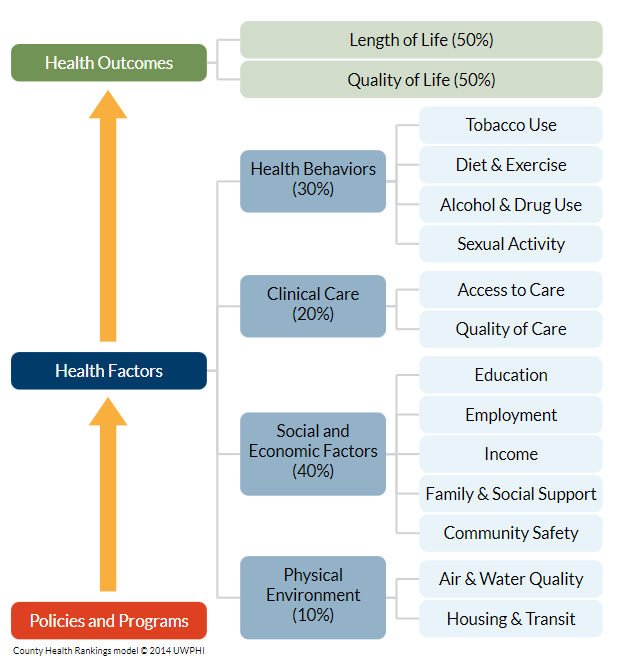 Health Outcomes
Length of Life (50%)
Quality of Life (50%)
Health Factors
Health Behaviors
(30%)
Tobacco Use
Diet & Exercise
Alcohol & Drug Use
Sexual Activity
Clinical Care
(20%)
Access to Care
Quality of Care
Social and
Economic Factors
(40%)
Education
Employment
Income
Family & Social Support
Community Safety
Physical
Environment
(10%)
Air & Water Quality
Housing & Transit
Policies and Programs
County Health Rankings model © 2014 UWPHI